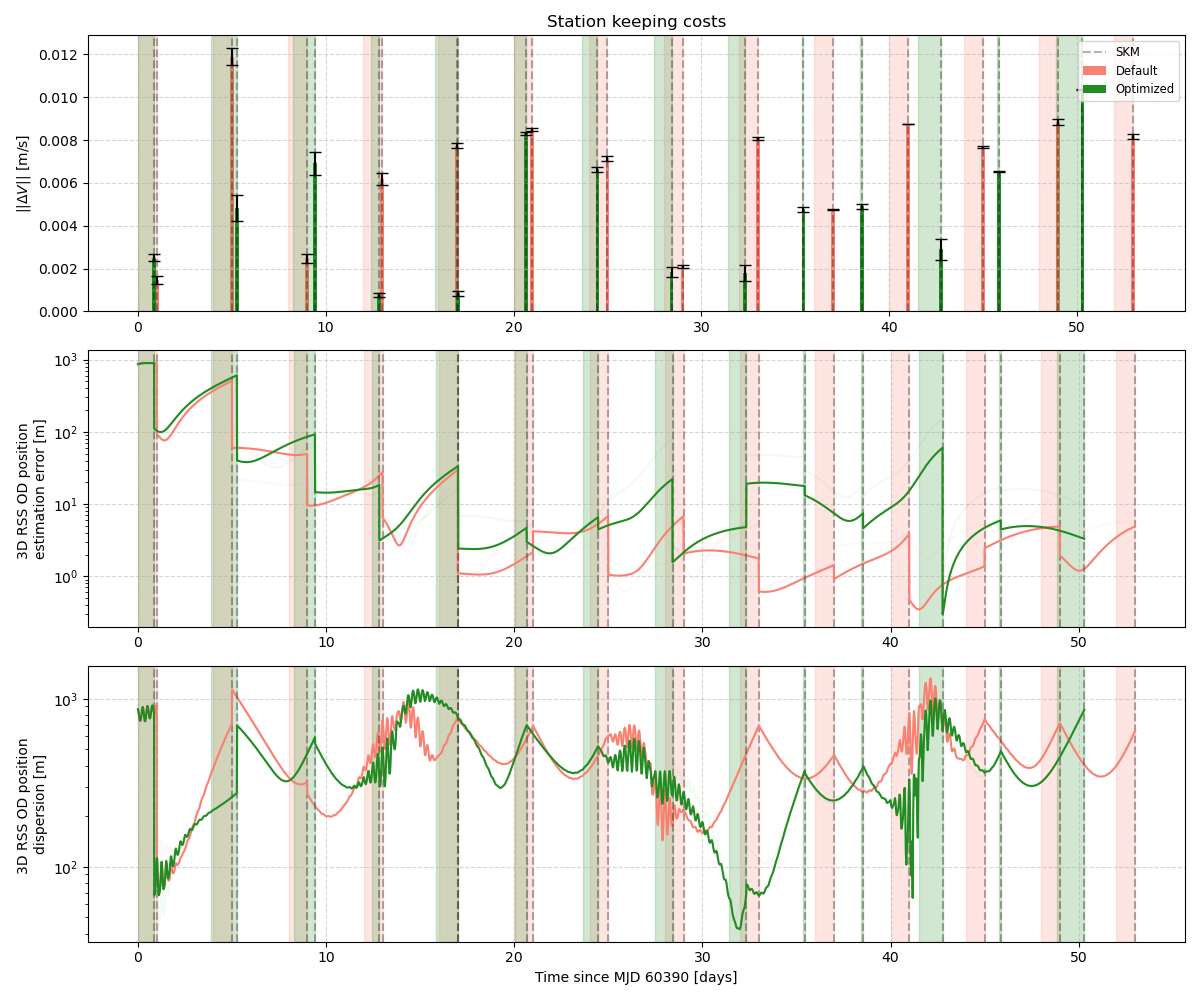 Station keeping costs
||ΔV|| [m/s]
0.012
0.010
0.008
0.006
0.004
0.002
0.000
SKM
Default
Optimized
0 10 20 30 40 50
3D RSS OD position
estimation error [m]
10³
10²
10¹
10⁰
0 10 20 30 40 50
3D RSS OD position
dispersion [m]
10³
10²
0 10 20 30 40 50
Time since MJD 60390 [days]